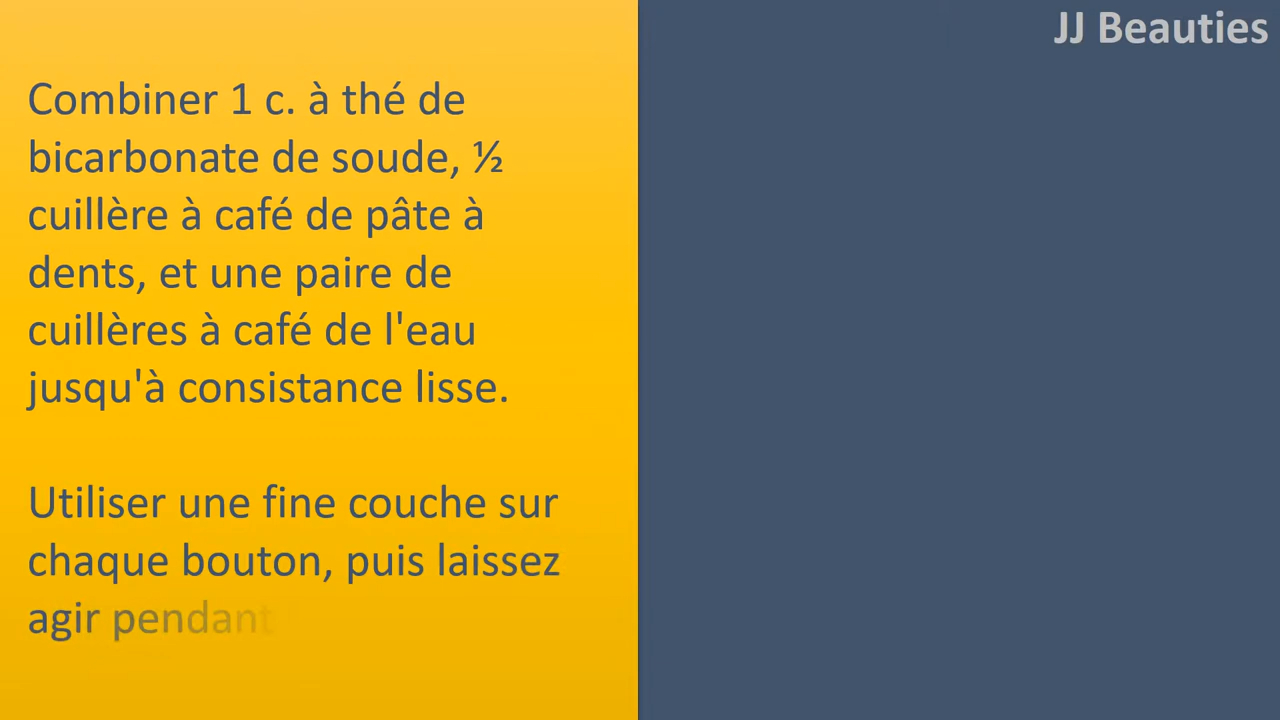 JJ Beauties
Combiner 1 c. à thé de
bicarbonate de soude, ½
cuillère à café de pâte à
dents, et une paire de
cuillères à café de l'eau
jusqu'à consistance lisse.
Utiliser une fine couche sur
chaque bouton, puis laissez
agir pendant